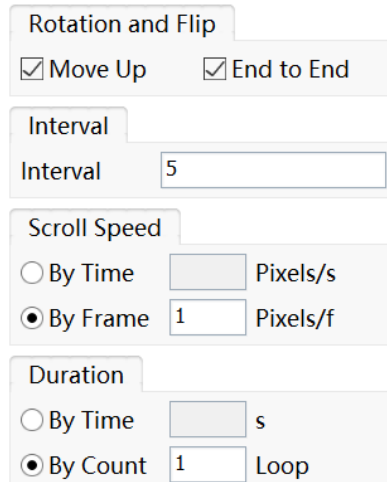 Rotation and Flip
Move Up End to End
Interval
Interval 5
Scroll Speed
By Time Pixels/s
By Frame 1 Pixels/f
Duration
By Time s
By Count 1 Loop